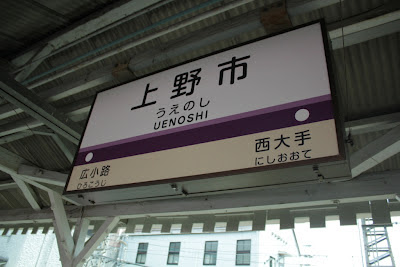 上野市
うえのし
UENOSHI
広小路
ひろこうじ
西大手
にしおおて